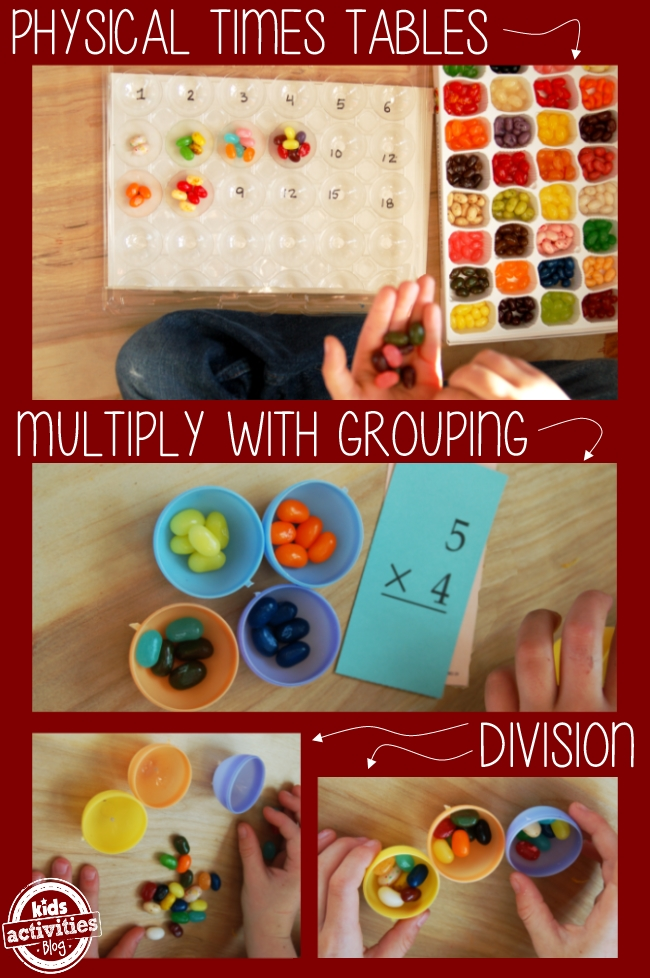 PHYSICAL TIMES TABLES
1 2 3 4 5 6
10 12
9 12 15 18
MULTIPLY WITH GROUPING
5
× 4
DIVISION
kids
activities
Blog